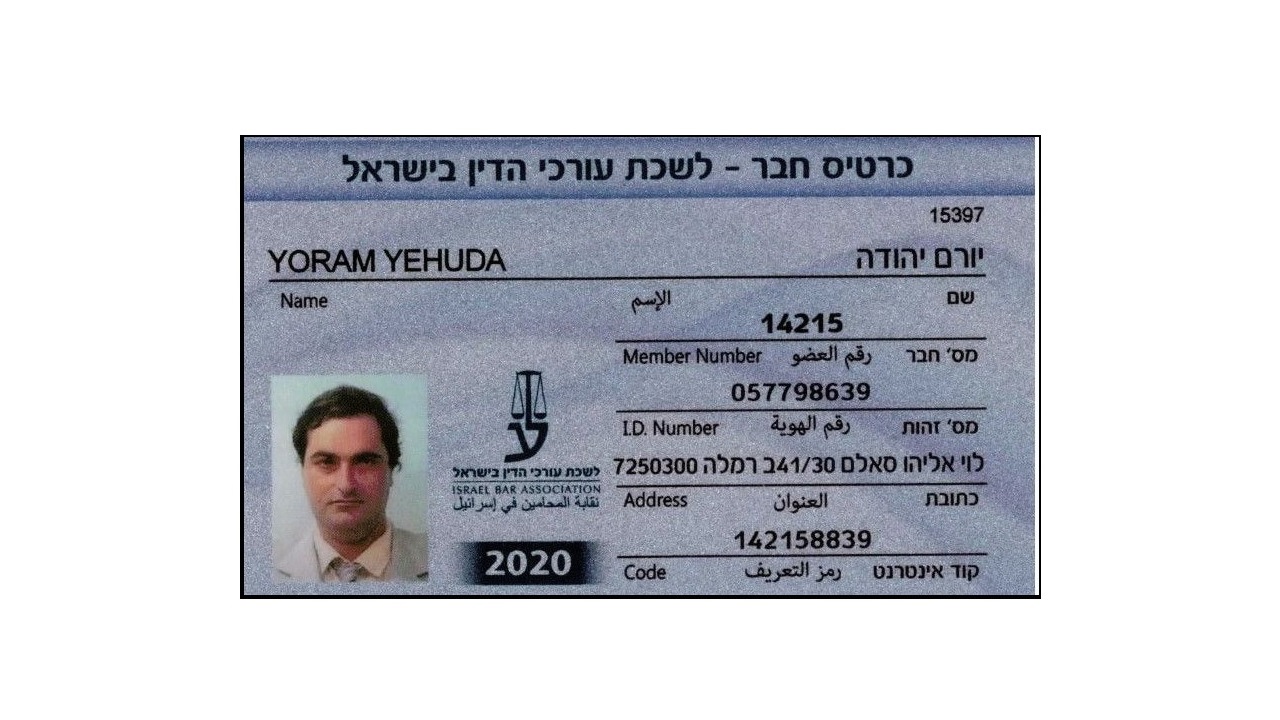 כרטיס חבר - לשכת עורכי הדין בישראל
15397
YORAM YEHUDA יורם יהודה
Name الإسم שם
14215
Member Number رقم العضو מס' חבר
057798639
I.D. Number رقم الهوية מס' זהות
לוי אליהו סאלם 41/30ב רמלה 7250300
Address العنوان כתובת
142158839
Code رمز التعريف קוד אינטרנט
לשכת עורכי הדין בישראל
ISRAEL BAR ASSOCIATION
نقابة المحامين في إسرائيل
2020